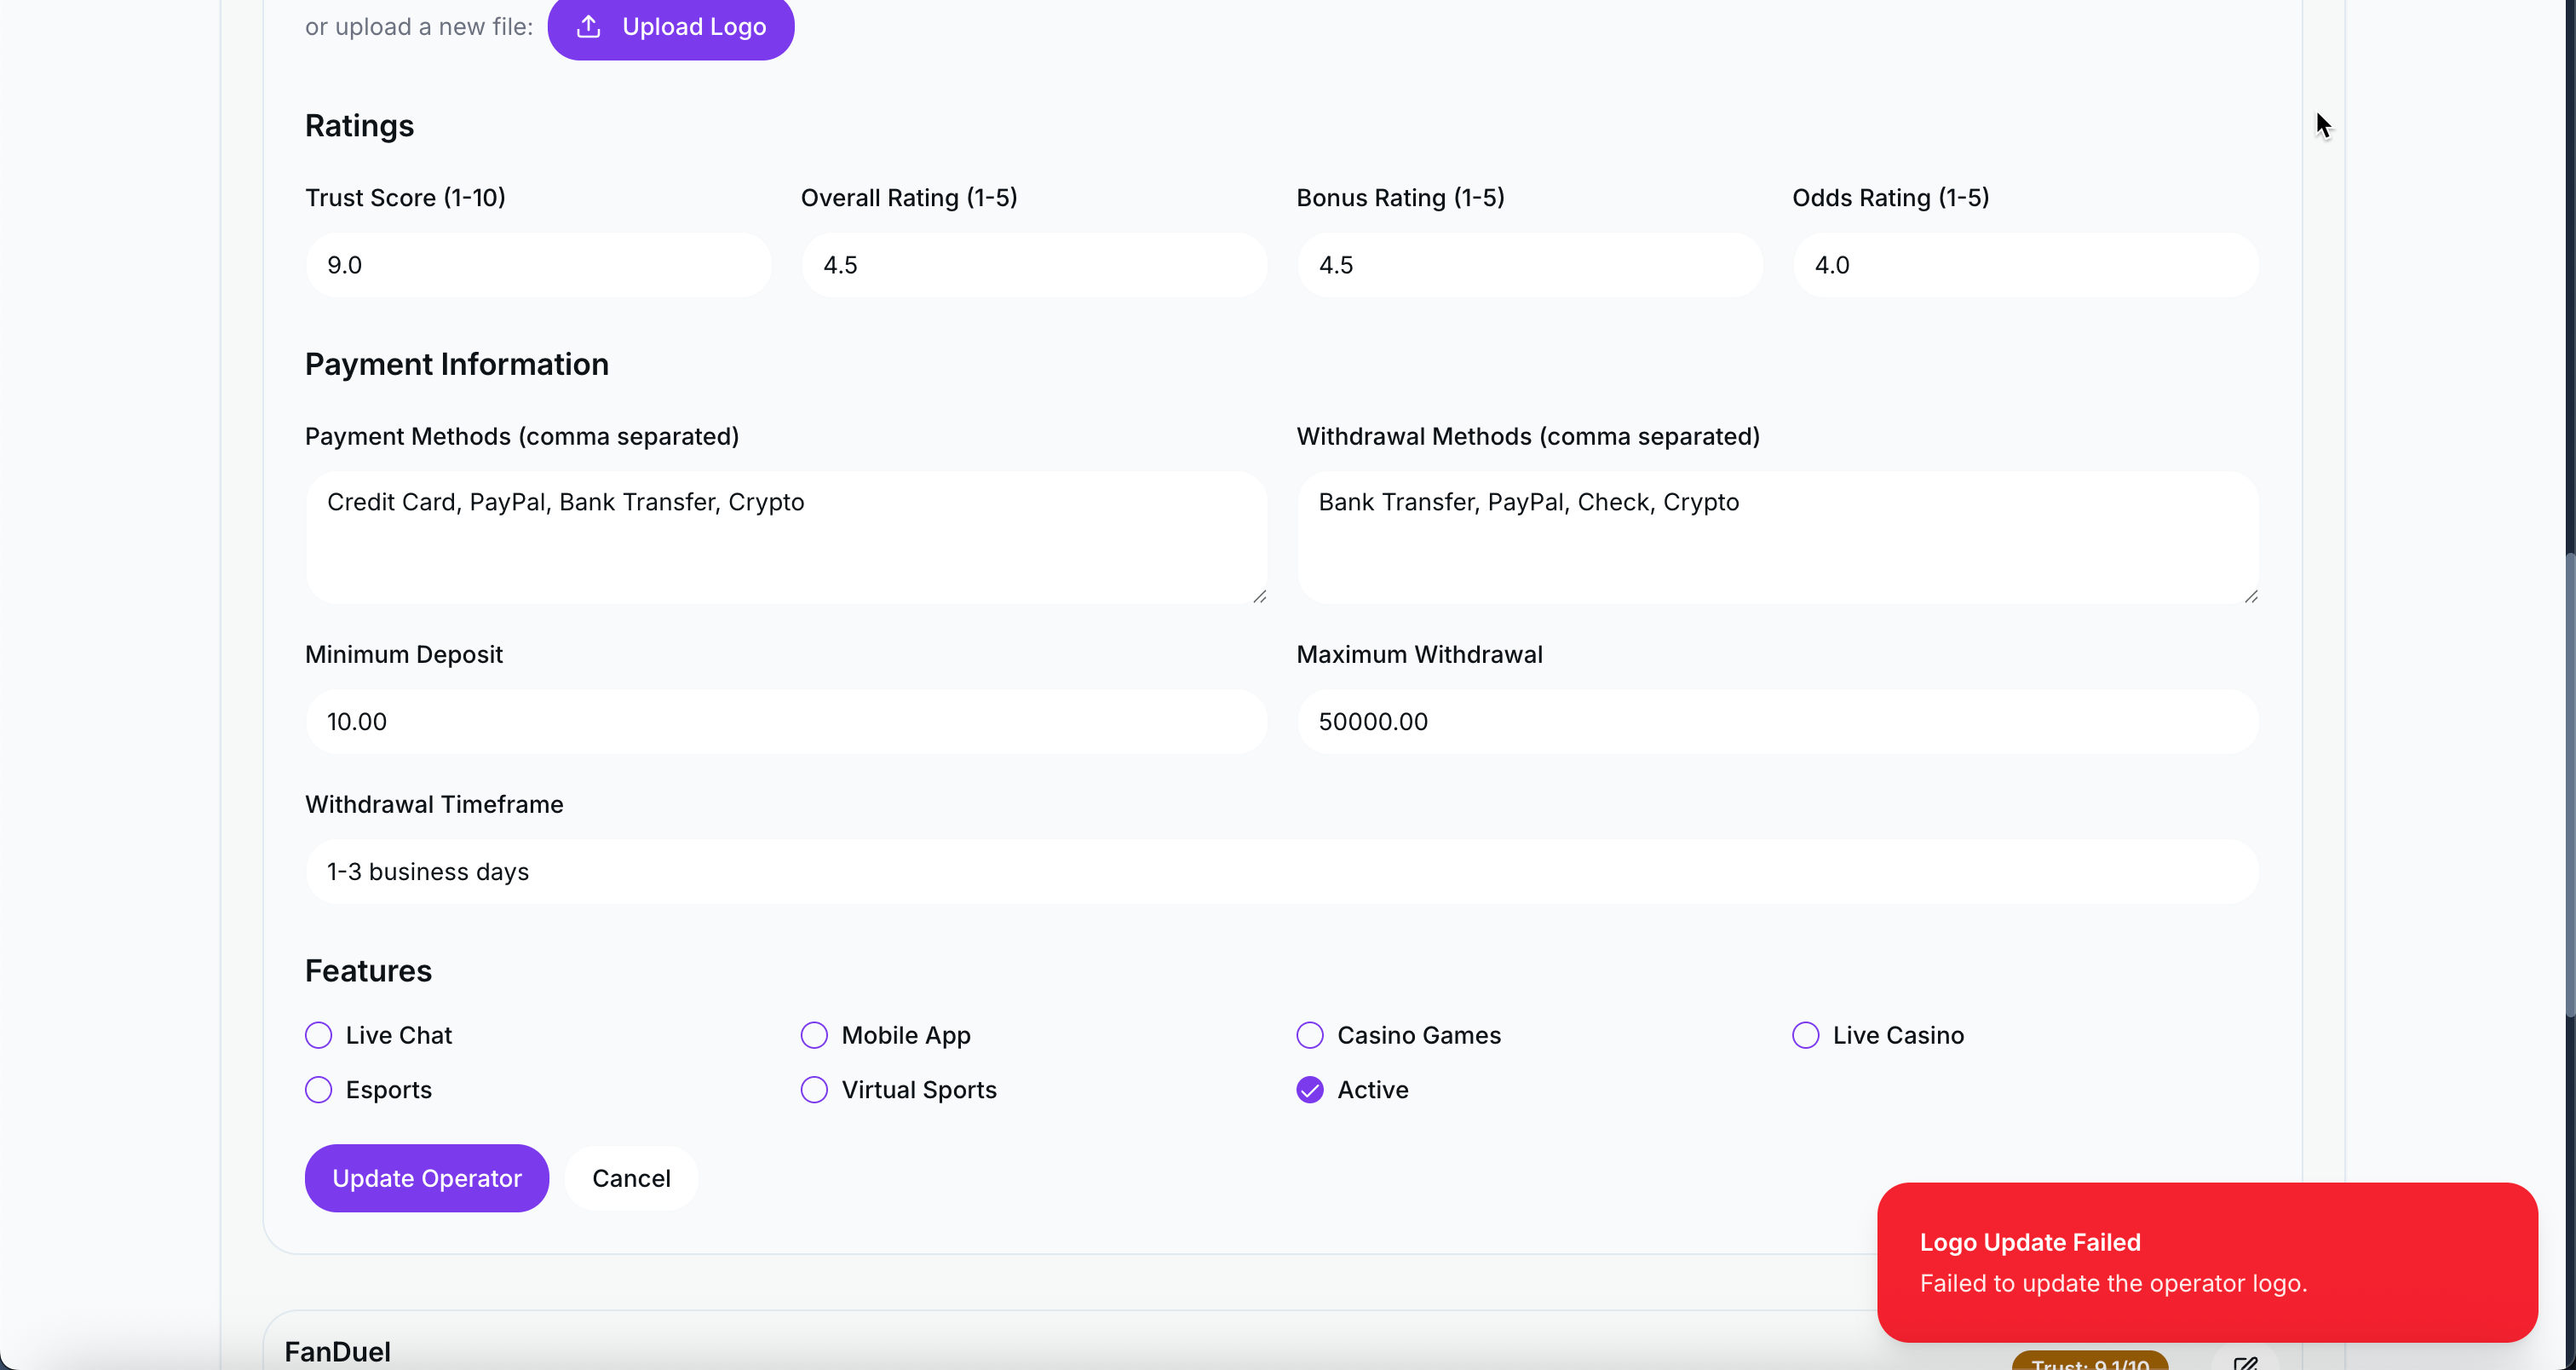 or upload a new file:
Upload Logo
Ratings
Trust Score (1-10)
Overall Rating (1-5)
Bonus Rating (1-5)
Odds Rating (1-5)
9.0
4.5
4.5
4.0
Payment Information
Payment Methods (comma separated)
Withdrawal Methods (comma separated)
Credit Card, PayPal, Bank Transfer, Crypto
Bank Transfer, PayPal, Check, Crypto
Minimum Deposit
Maximum Withdrawal
10.00
50000.00
Withdrawal Timeframe
1-3 business days
Features
Live Chat
Mobile App
Casino Games
Live Casino
Esports
Virtual Sports
Active
Update Operator
Cancel
Logo Update Failed
Failed to update the operator logo.
FanDuel
Trust: 9.1/10